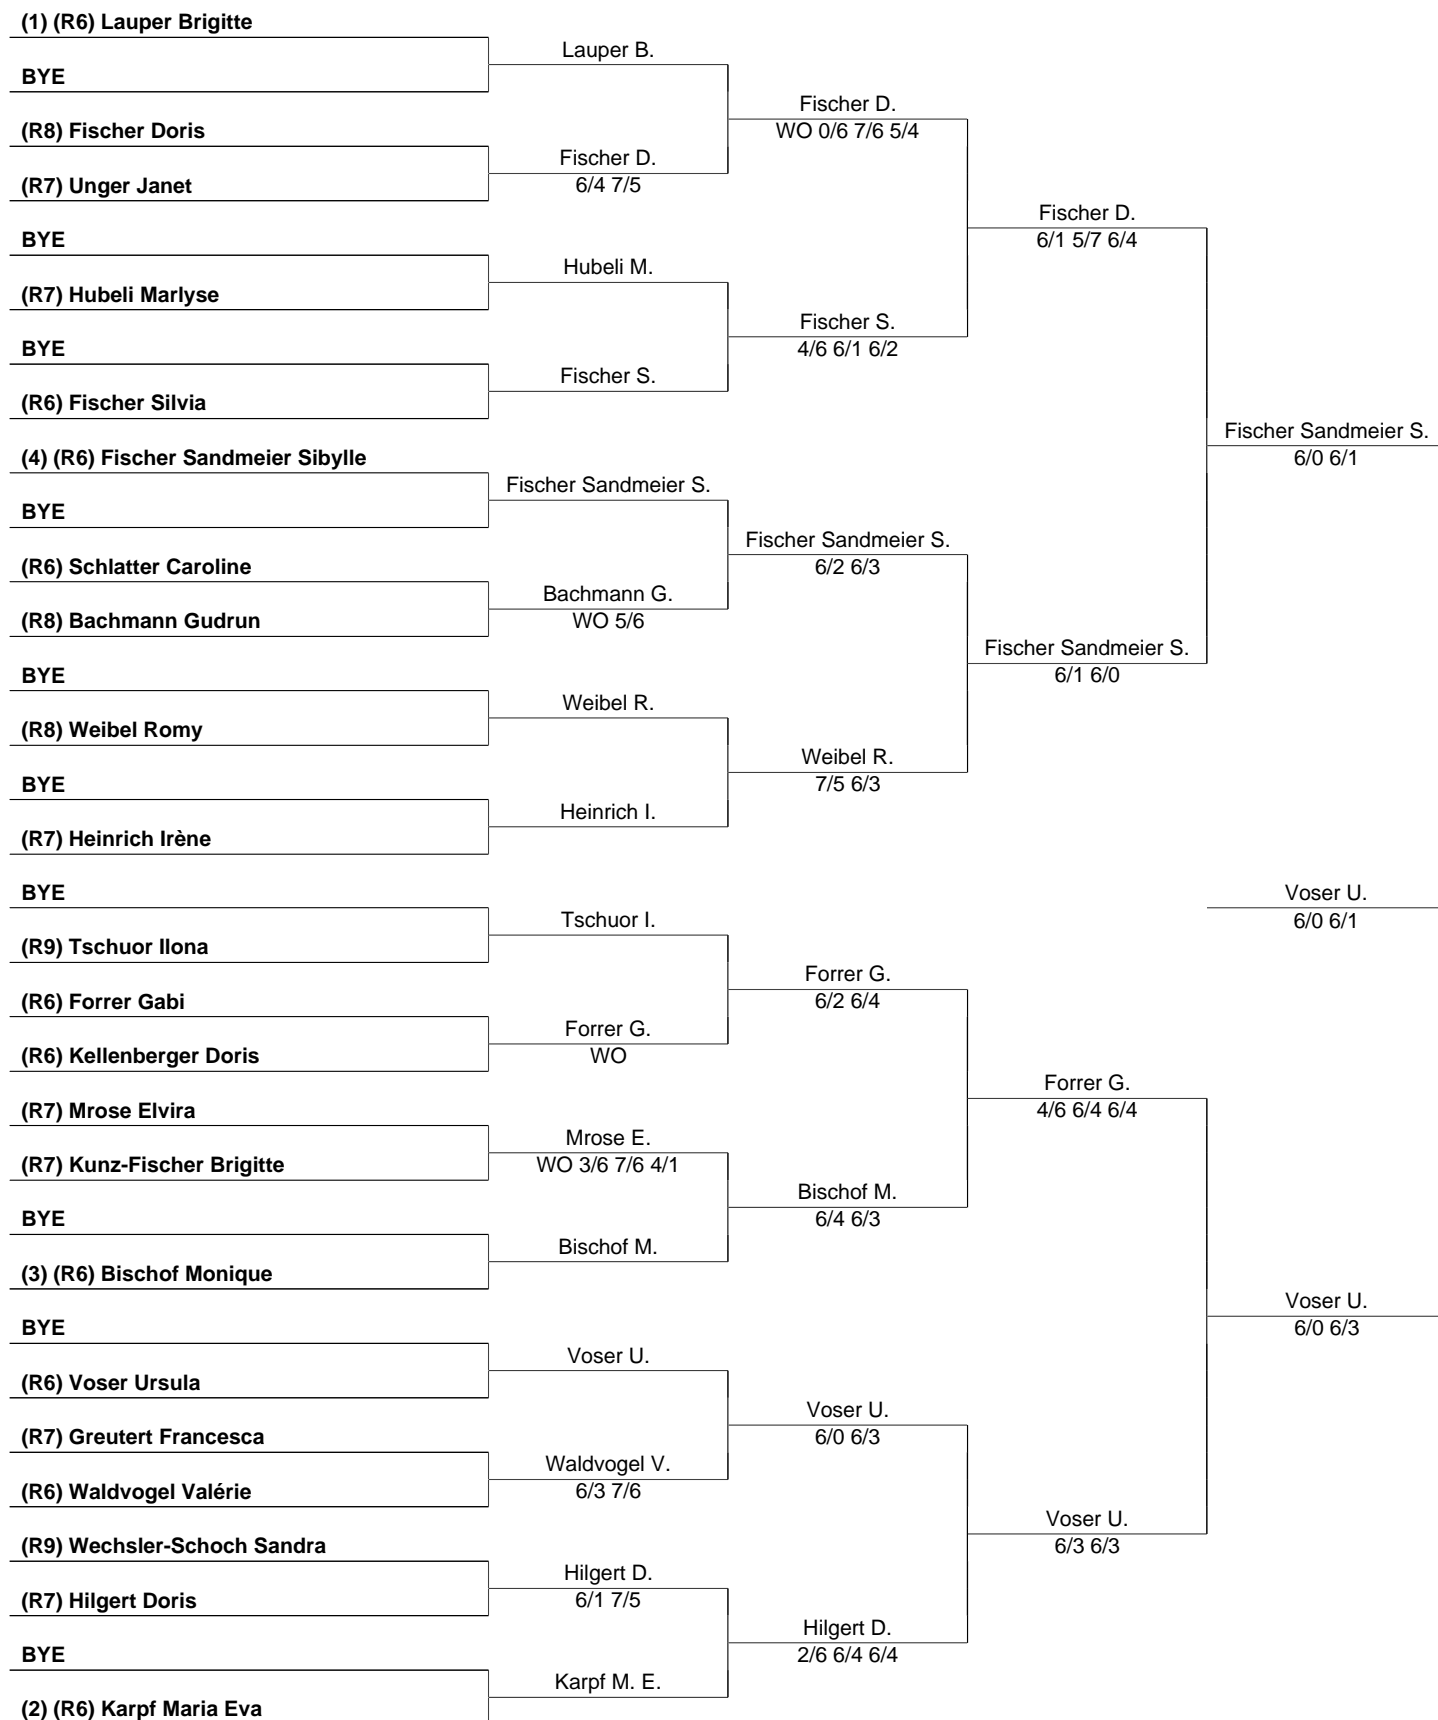 (1) (R6) Lauper Brigitte
Lauper B.
BYE
Fischer D.
WO 0/6 7/6 5/4
(R8) Fischer Doris
Fischer D.
6/4 7/5
(R7) Unger Janet
Fischer D.
6/1 5/7 6/4
BYE
Hubeli M.
(R7) Hubeli Marlyse
Fischer S.
4/6 6/1 6/2
BYE
Fischer S.
(R6) Fischer Silvia
Fischer Sandmeier S.
6/0 6/1
(4) (R6) Fischer Sandmeier Sibylle
Fischer Sandmeier S.
BYE
Fischer Sandmeier S.
6/2 6/3
(R6) Schlatter Caroline
Bachmann G.
WO 5/6
(R8) Bachmann Gudrun
Fischer Sandmeier S.
6/1 6/0
BYE
Weibel R.
(R8) Weibel Romy
Weibel R.
7/5 6/3
BYE
Heinrich I.
(R7) Heinrich Irène
BYE
Voser U.
6/0 6/1
Tschuor I.
(R9) Tschuor Ilona
Forrer G.
6/2 6/4
(R6) Forrer Gabi
Forrer G.
WO
(R6) Kellenberger Doris
Forrer G.
4/6 6/4 6/4
(R7) Mrose Elvira
Mrose E.
WO 3/6 7/6 4/1
(R7) Kunz-Fischer Brigitte
Bischof M.
6/4 6/3
BYE
Bischof M.
(3) (R6) Bischof Monique
Voser U.
6/0 6/3
BYE
Voser U.
(R6) Voser Ursula
Voser U.
6/0 6/3
(R7) Greutert Francesca
Waldvogel V.
6/3 7/6
(R6) Waldvogel Valérie
Voser U.
6/3 6/3
(R9) Wechsler-Schoch Sandra
Hilgert D.
6/1 7/5
(R7) Hilgert Doris
Hilgert D.
2/6 6/4 6/4
BYE
Karpf M. E.
(2) (R6) Karpf Maria Eva